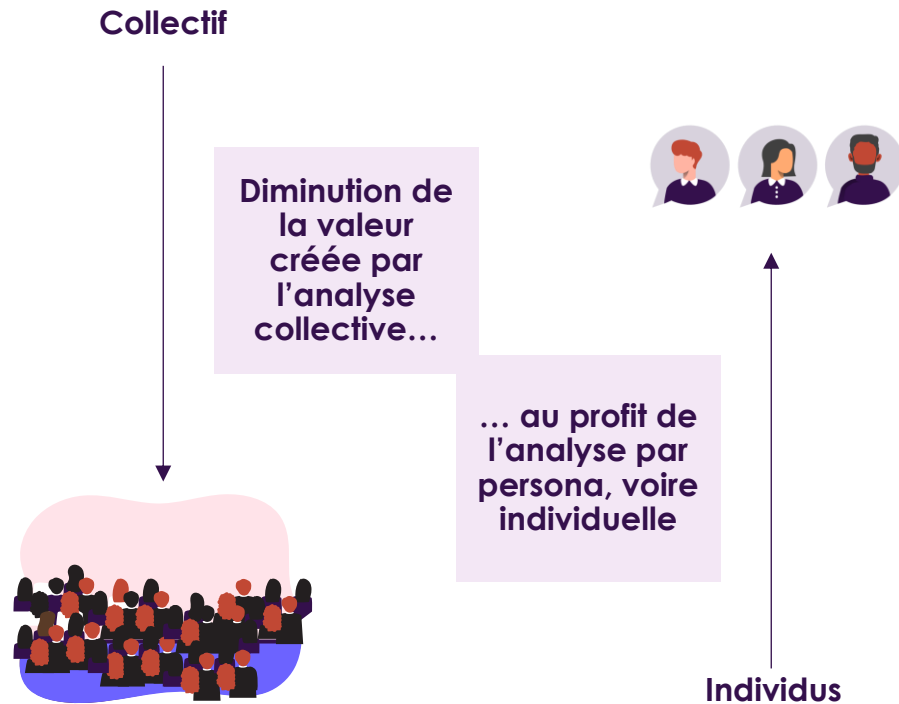 Collectif
Diminution de
la valeur
créée par
l’analyse
collective…
… au profit de
l’analyse par
persona, voire
individuelle
Individus